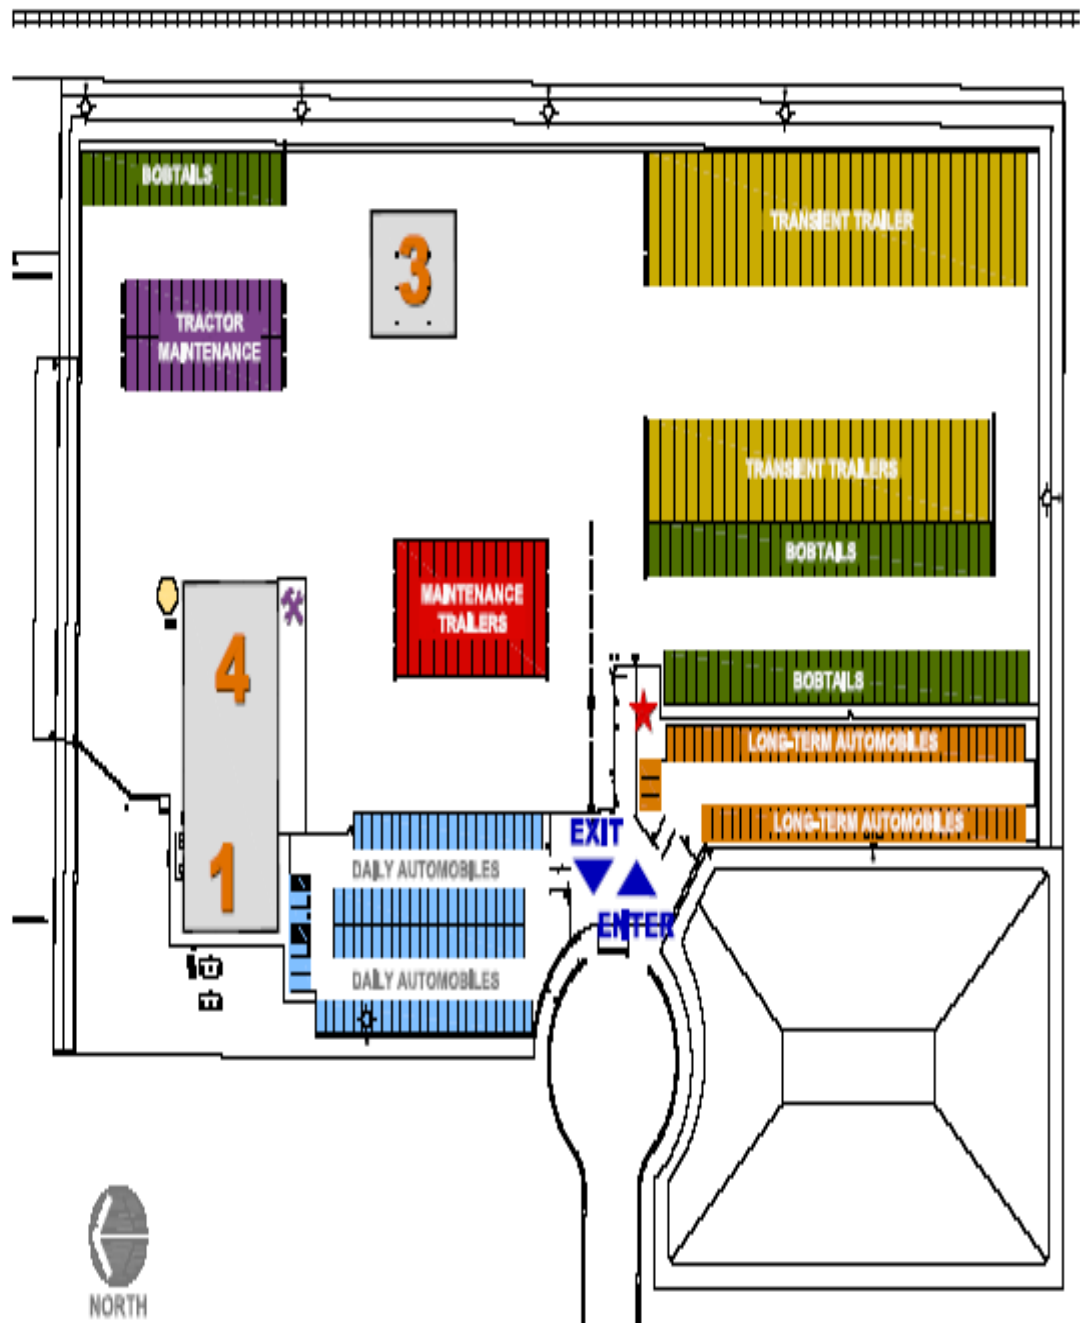 BOBTAILS
TRANSIENT TRAILER
3
TRACTOR
MAINTENANCE
TRANSIENT TRAILERS
BOBTAILS
MAINTENANCE
TRAILERS
4
BOBTAILS
LONG-TERM AUTOMOBILES
LONG-TERM AUTOMOBILES
EXIT
1
DAILY AUTOMOBILES
ENTER
DAILY AUTOMOBILES
NORTH